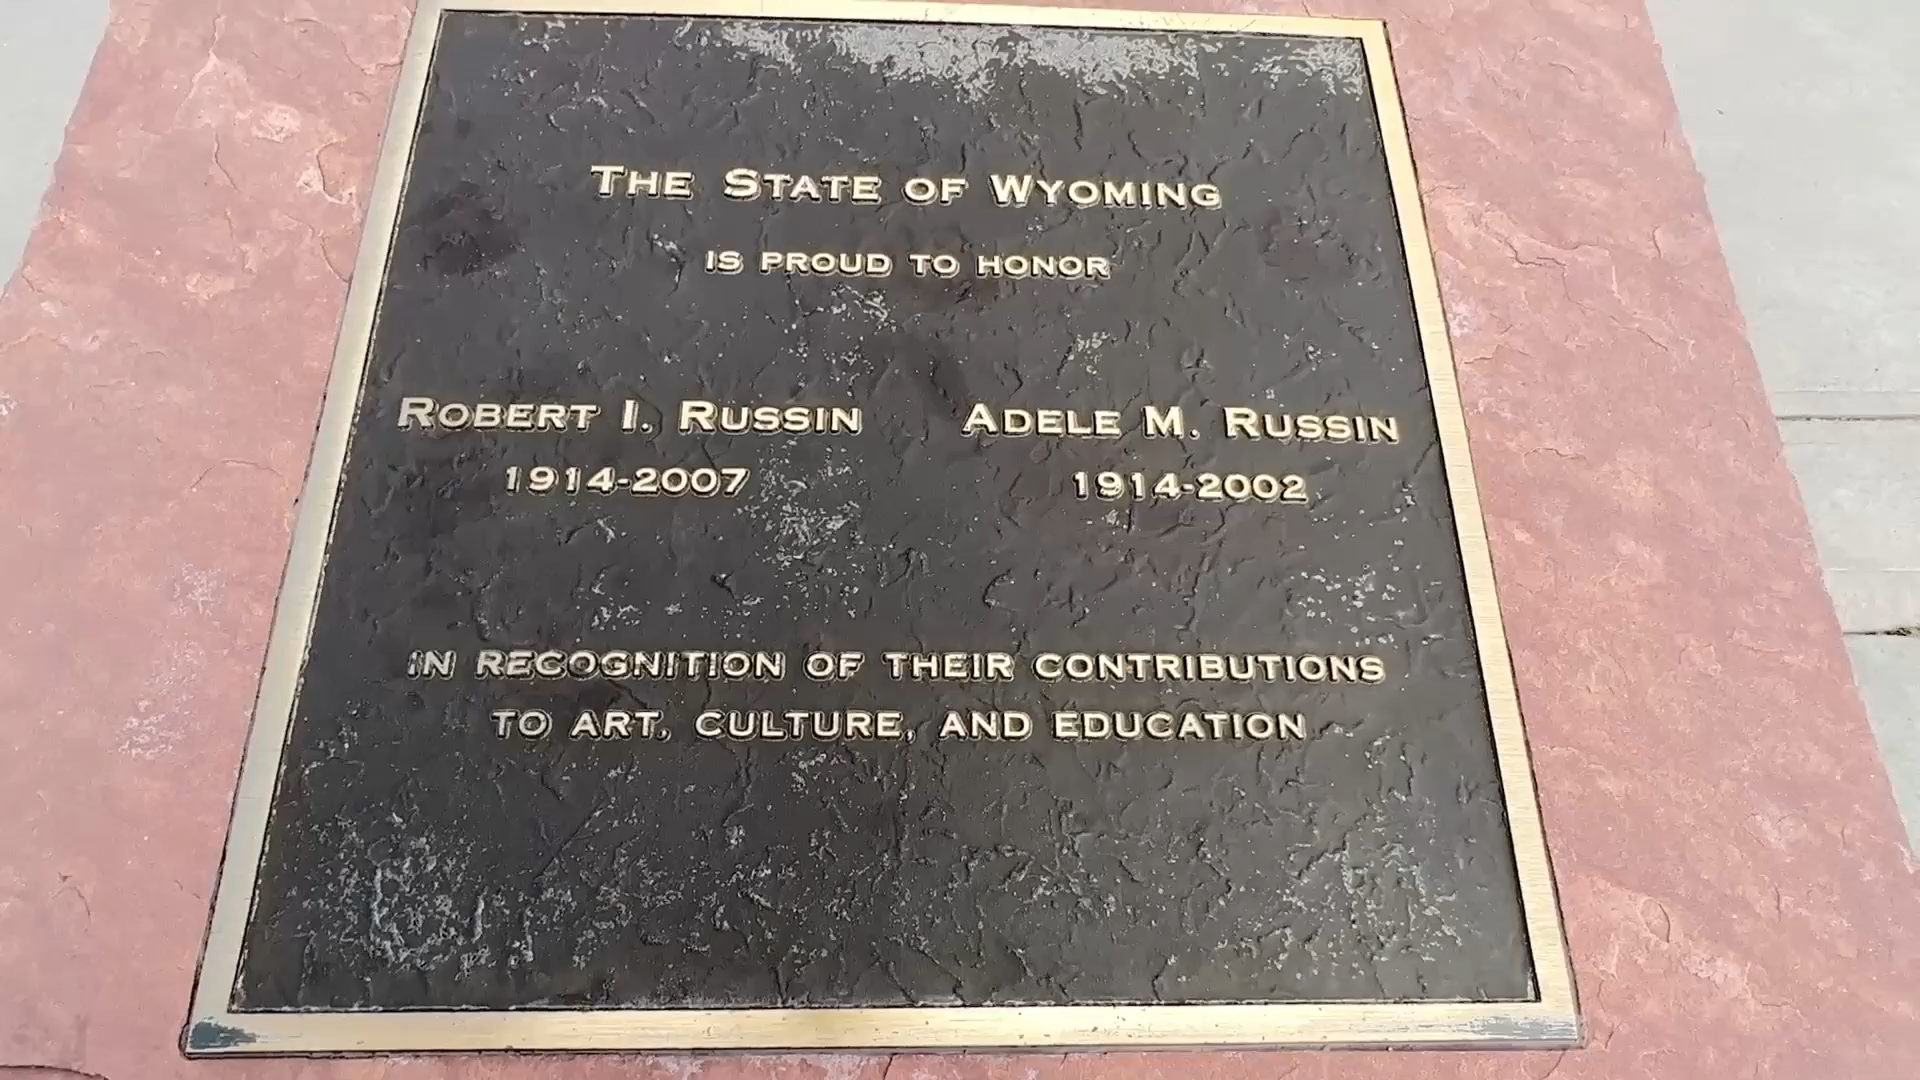 THE STATE OF WYOMING
IS PROUD TO HONOR
ROBERT I. RUSSIN ADELE M. RUSSIN
1914-2007 1914-2002
IN RECOGNITION OF THEIR CONTRIBUTIONS
TO ART, CULTURE, AND EDUCATION